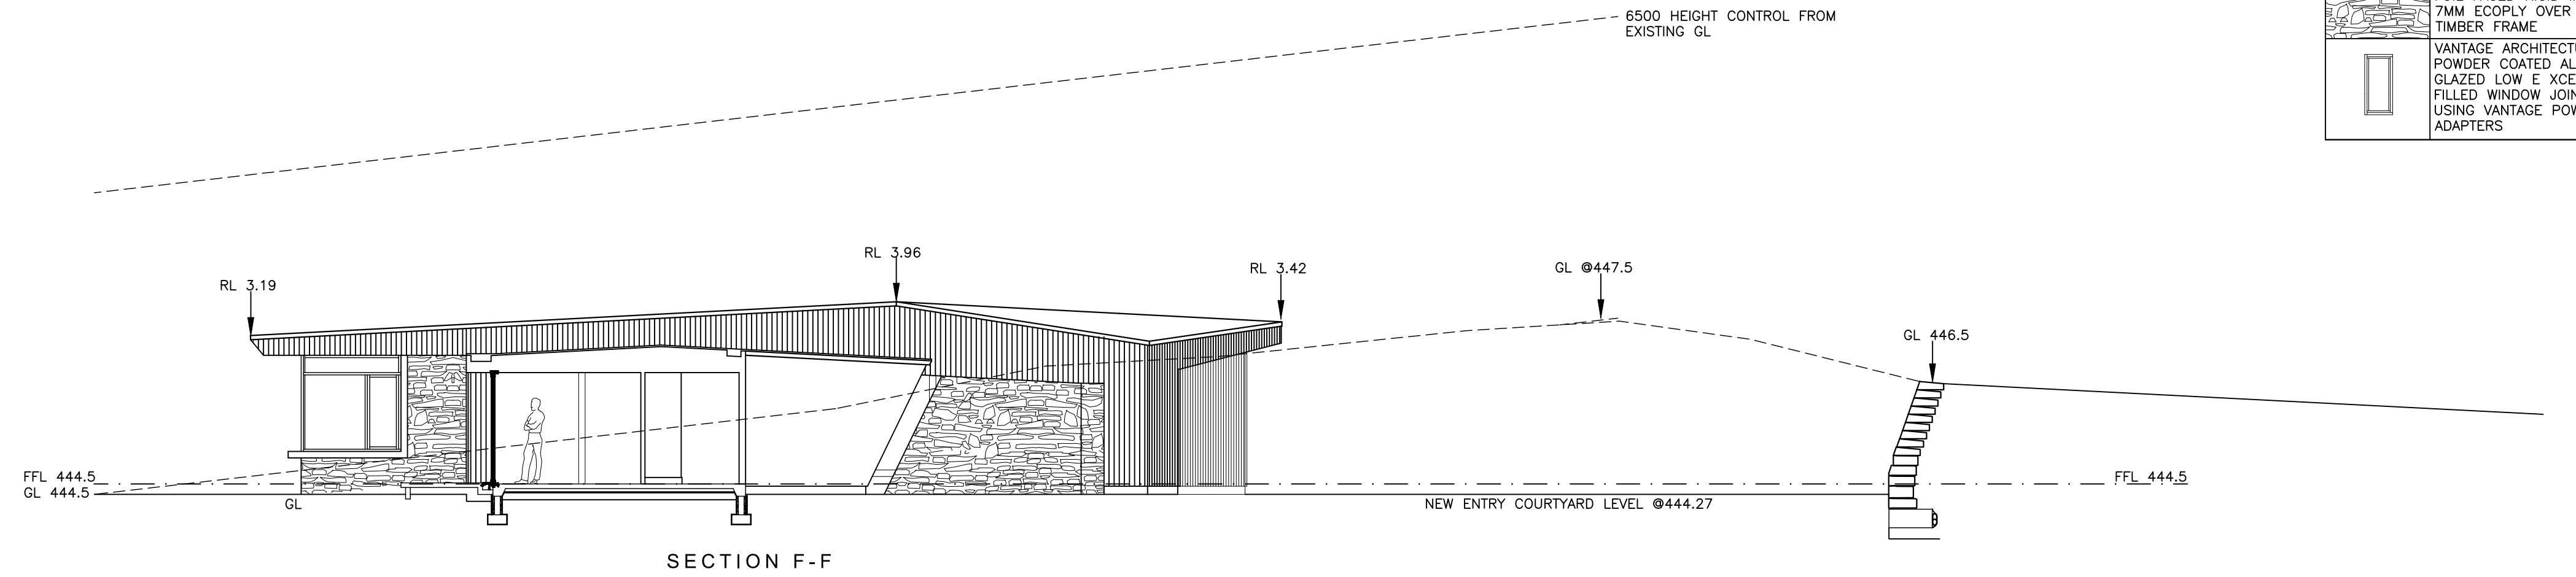 6500 HEIGHT CONTROL FROM
EXISTING GL
7MM ECOPLY OVER
TIMBER FRAME
VANTAGE ARCHITECTU
POWDER COATED AL
GLAZED LOW E XCE
FILLED WINDOW JOIN
USING VANTAGE POW
ADAPTERS
RL 3.19
RL 3.96
RL 3.42
GL @447.5
GL 446.5
FFL 444.5
GL 444.5
GL
FFL 444.5
NEW ENTRY COURTYARD LEVEL @444.27
SECTION F-F